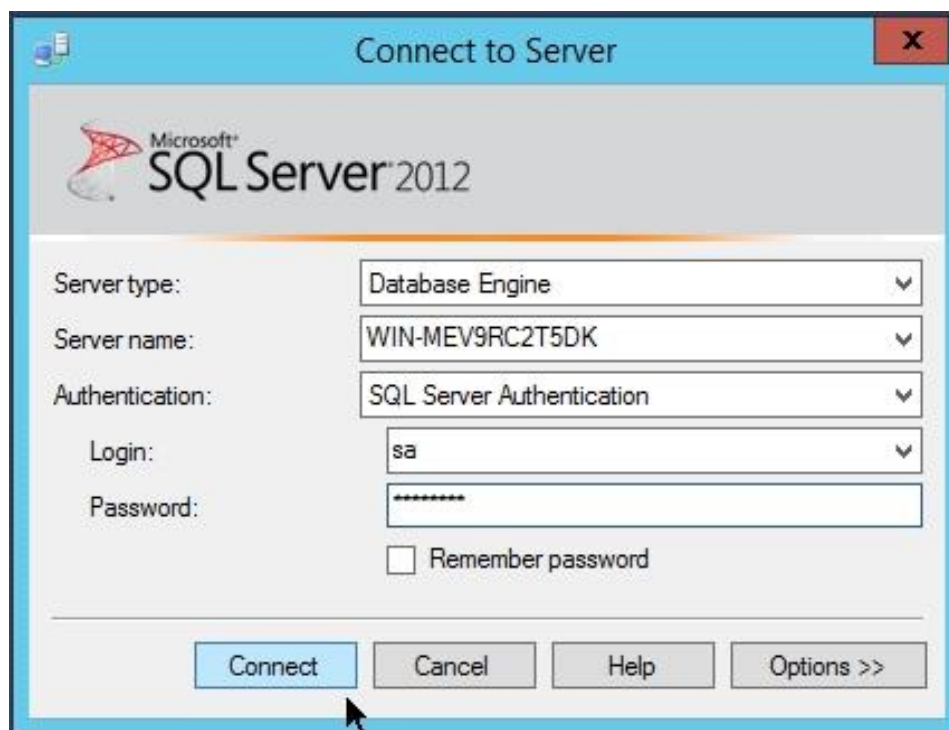 Connect to Server
x
Microsoft®
SQL Server® 2012
Server type: Database Engine
Server name: WIN-MEV9RC2T5DK
Authentication: SQL Server Authentication
Login: sa
Password: ********
Remember password
Connect Cancel Help Options >>